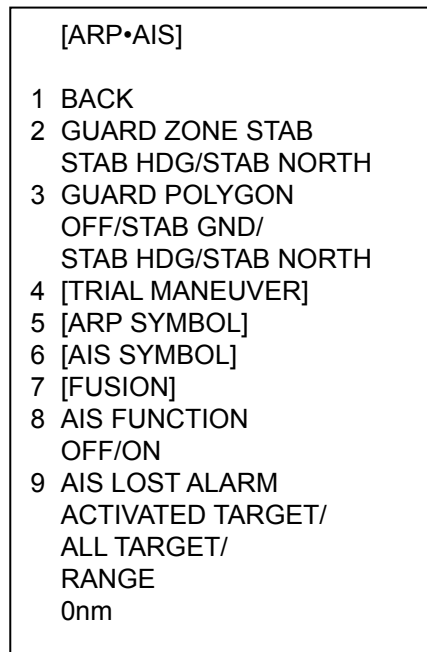 [ARP•AIS]
1 BACK
2 GUARD ZONE STAB
STAB HDG/STAB NORTH
3 GUARD POLYGON
OFF/STAB GND/
STAB HDG/STAB NORTH
4 [TRIAL MANEUVER]
5 [ARP SYMBOL]
6 [AIS SYMBOL]
7 [FUSION]
8 AIS FUNCTION
OFF/ON
9 AIS LOST ALARM
ACTIVATED TARGET/
ALL TARGET/
RANGE
0nm